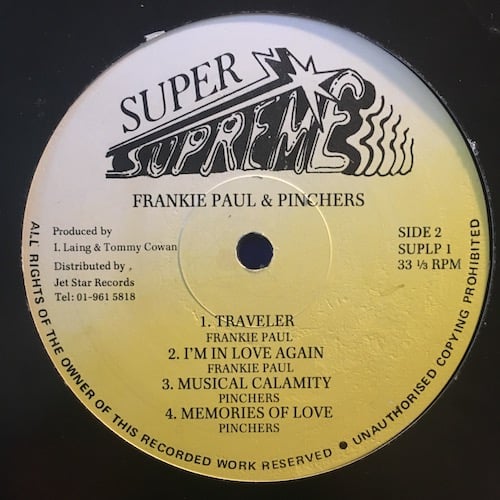 SUPER
SUPREME
FRANKIE PAUL & PINCHERS
Produced by
I. Laing & Tommy Cowan
Distributed by ,
Jet Star Records
Tel: 01-961 5818
SIDE 2
SUPLP 1
33 ⅓ RPM
1. TRAVELER
FRANKIE PAUL
2. I'M IN LOVE AGAIN
FRANKIE PAUL
3. MUSICAL CALAMITY
PINCHERS
4. MEMORIES OF LOVE
PINCHERS
ALL RIGHTS OF THE OWNER OF THIS RECORDED WORK RESERVED ● UNAUTHORISED COPYING PROHIBITED